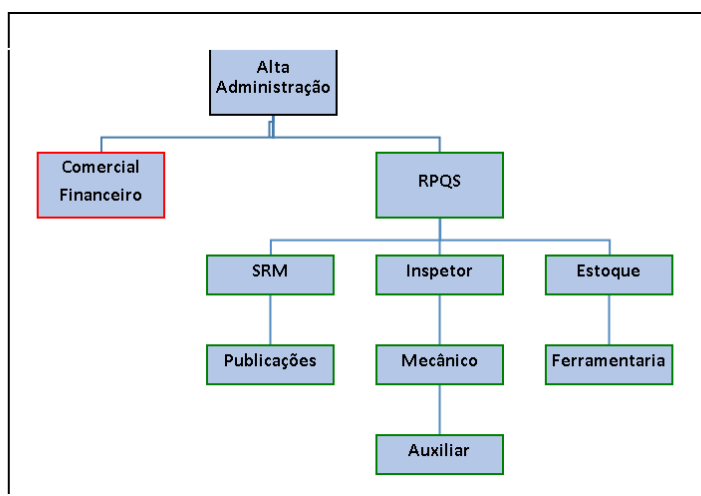 Alta
Administração
Comercial
Financeiro
RPQS
SRM
Inspetor
Estoque
Publicações
Mecânico
Ferramentaria
Auxiliar